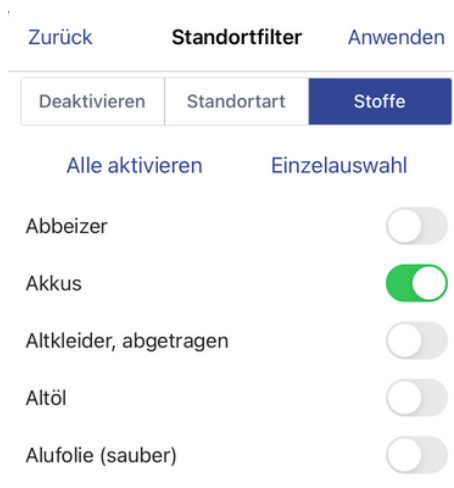 Zurück Standortfilter Anwenden
Deaktivieren Standortart Stoffe
Alle aktivieren Einzelauswahl
Abbeizer
Akkus
Altkleider, abgetragen
Altöl
Alufolie (sauber)